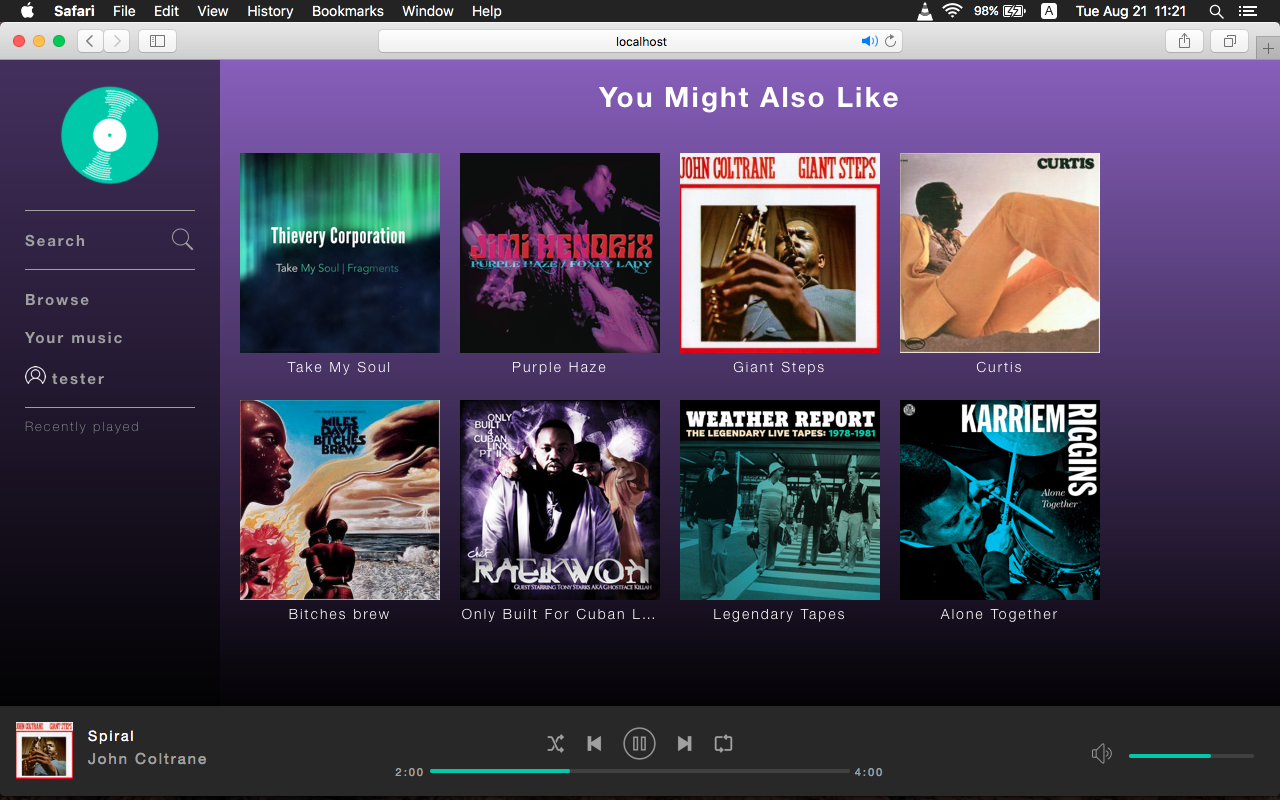 Safari File Edit View History Bookmarks Window Help 98% A Tue Aug 21 11:21
localhost
You Might Also Like
Search
Browse
Your music
tester
Recently played
Thievery Corporation
Take My Soul | Fragments
Take My Soul
JIMI HENDRIX
PURPLE HAZE / FOXEY LADY
Purple Haze
JOHN COLTRANE GIANT STEPS
Giant Steps
CURTIS
Curtis
MILES
DAVIS
BITCHES
BREW
Bitches brew
ONLY
BUILT
4
CUBAN
LINX
PT II
CHEF
RAEKWON
GUEST STARRING TONY STARKS AKA GHOSTFACE KILLAH
Only Built For Cuban L...
WEATHER REPORT
THE LEGENDARY LIVE TAPES: 1978-1981
Legendary Tapes
KARRIEM
RIGGINS
Alone
Together
Alone Together
JOHN COLTRANE GIANT STEPS
Spiral
John Coltrane
2:00 4:00